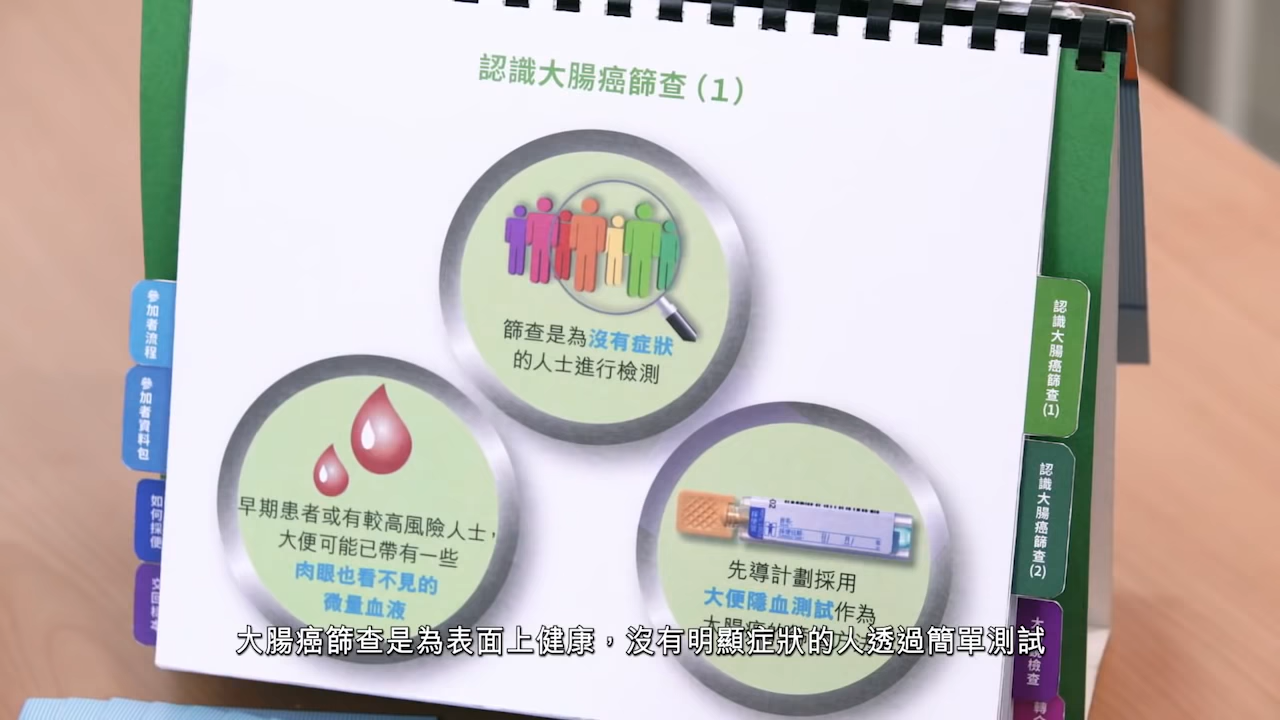 認識大腸癌篩查(1)
篩查是為沒有症狀
的人士進行檢測
早期患者或有較高風險人士,
大便可能已帶有一些
肉眼也看不見的
微量血液
先導計劃採用
大便隱血測試作為
參加者流程
參加者資料包
如何採便
認識大腸癌篩查(1)
認識大腸癌篩查(2)
大腸癌篩查是為表面上健康，沒有明顯症狀的人透過簡單測試